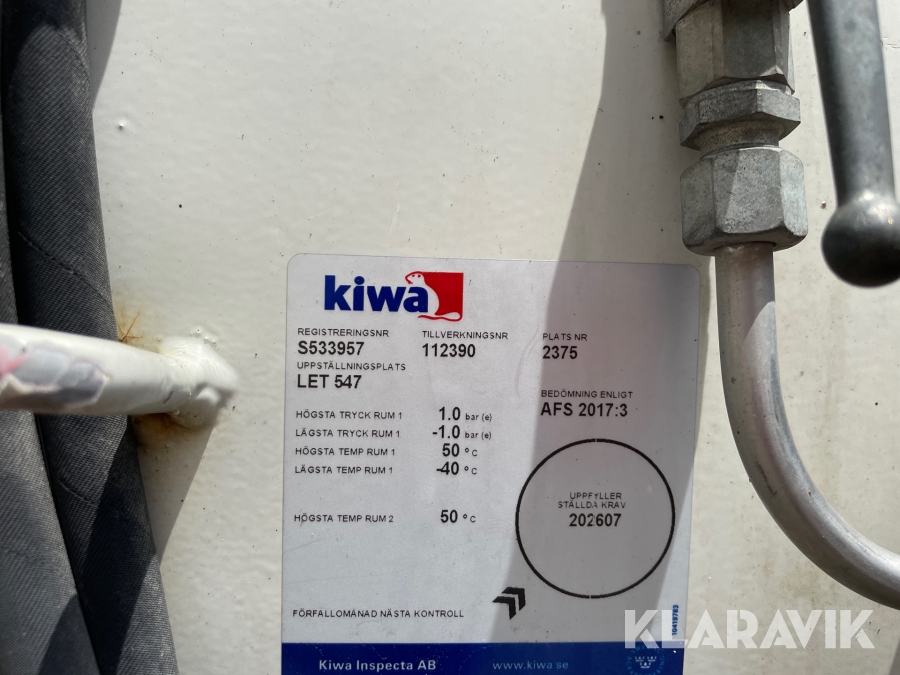 kiwa
REGISTRERINGSNR TILLVERKNINGSNR PLATS NR
S533957 112390 2375
UPPSTÄLLNINGSPLATS
LET 547
BEDÖMNING ENLIGT
AFS 2017:3
HÖGSTA TRYCK RUM 1 1.0 bar (e)
LÄGSTA TRYCK RUM 1 -1.0 bar (e)
HÖGSTA TEMP RUM 1 50 °C
LÄGSTA TEMP RUM 1 -40 °C
HÖGSTA TEMP RUM 2 50 °C
UPPFYLLER
STÄLLDA KRAV
202607
FÖRFALLOMÅNAD NÄSTA KONTROLL
Kiwa Inspecta AB www.kiwa.se
KLARAVIK